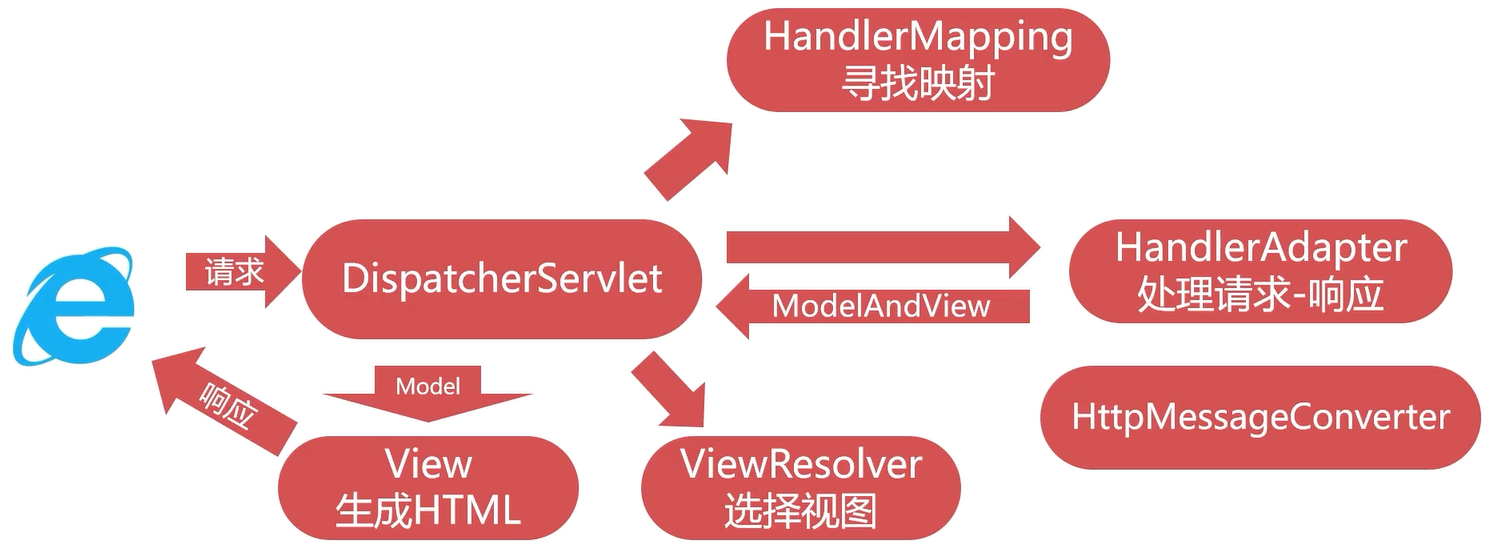 HandlerMapping
寻找映射
请求
DispatcherServlet
HandlerAdapter
处理请求-响应
ModelAndView
Model
响应
HttpMessageConverter
View
生成HTML
ViewResolver
选择视图